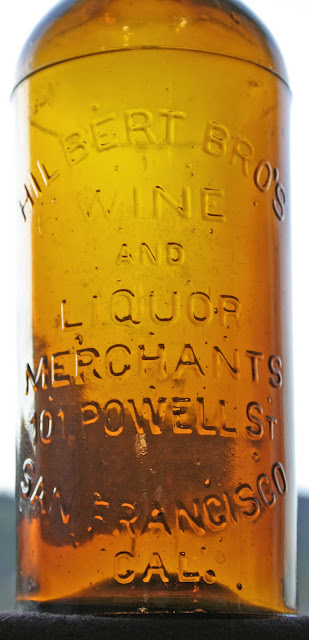 HILBERT BRO'S
WINE
AND
LIQUOR
MERCHANTS
101 POWELL ST
SAN FRANCISCO
CAL.